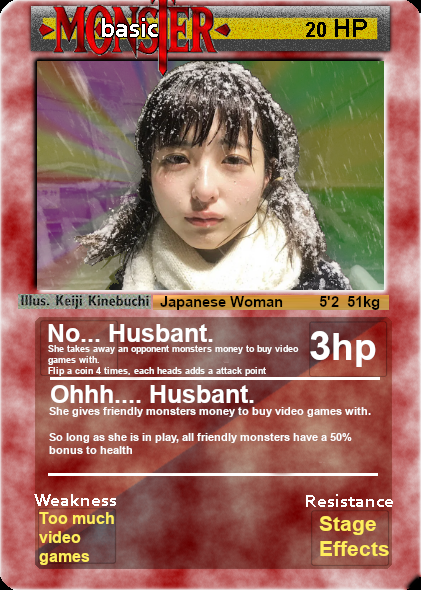 MONSTER
basic
20 HP
Illus. Keiji Kinebuchi
Japanese Woman 5'2 51kg
No... Husbant.
She takes away an opponent monsters money to buy video
games with.
Flip a coin 4 times, each heads adds a attack point
3hp
Ohhh.... Husbant.
She gives friendly monsters money to buy video games with.
So long as she is in play, all friendly monsters have a 50%
bonus to health
Weakness
Too much
video
games
Resistance
Stage
Effects